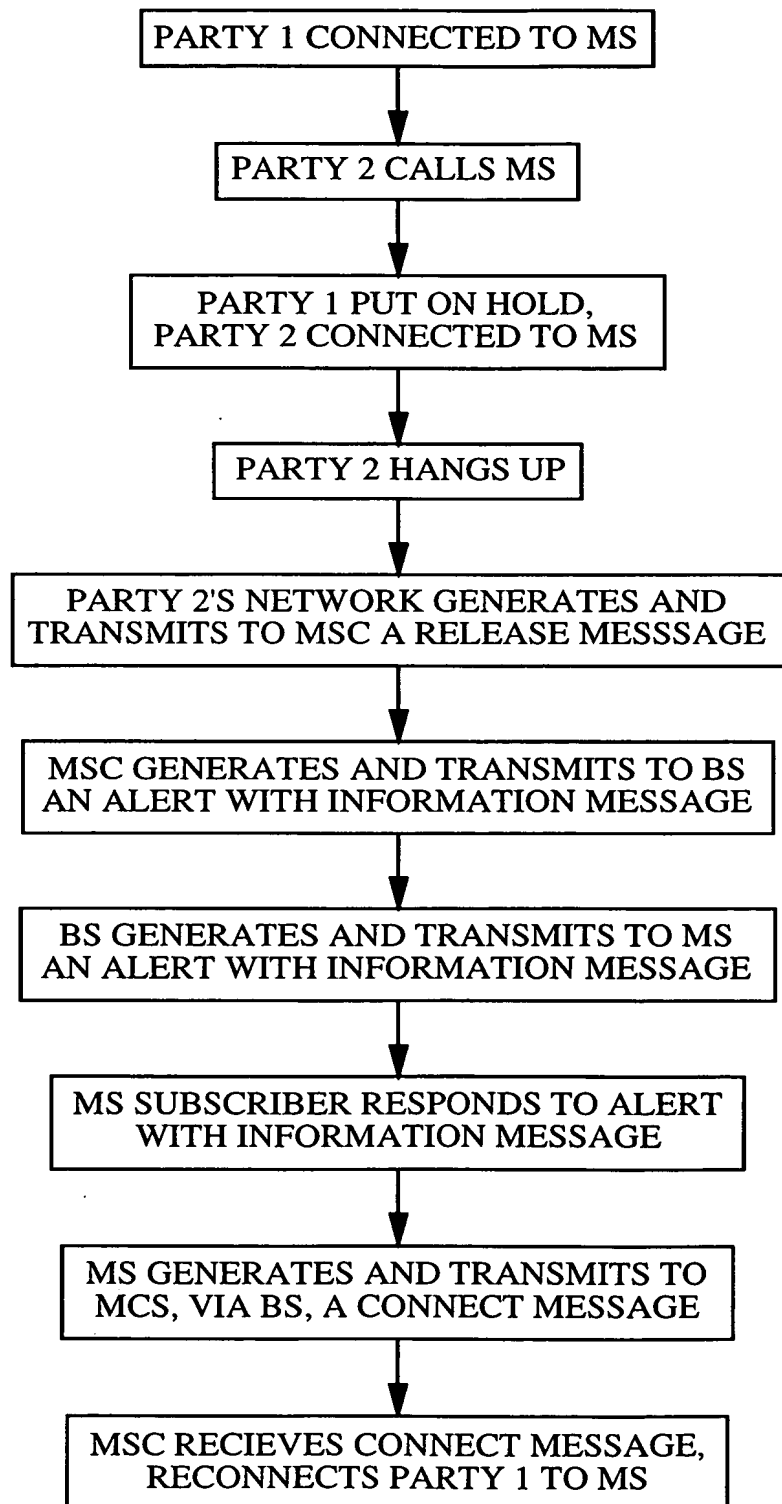 PARTY 1 CONNECTED TO MS
PARTY 2 CALLS MS
PARTY 1 PUT ON HOLD,
PARTY 2 CONNECTED TO MS
PARTY 2 HANGS UP
PARTY 2'S NETWORK GENERATES AND
TRANSMITS TO MSC A RELEASE MESSSAGE
MSC GENERATES AND TRANSMITS TO BS
AN ALERT WITH INFORMATION MESSAGE
BS GENERATES AND TRANSMITS TO MS
AN ALERT WITH INFORMATION MESSAGE
MS SUBSCRIBER RESPONDS TO ALERT
WITH INFORMATION MESSAGE
MS GENERATES AND TRANSMITS TO
MCS, VIA BS, A CONNECT MESSAGE
MSC RECIEVES CONNECT MESSAGE,
RECONNECTS PARTY 1 TO MS